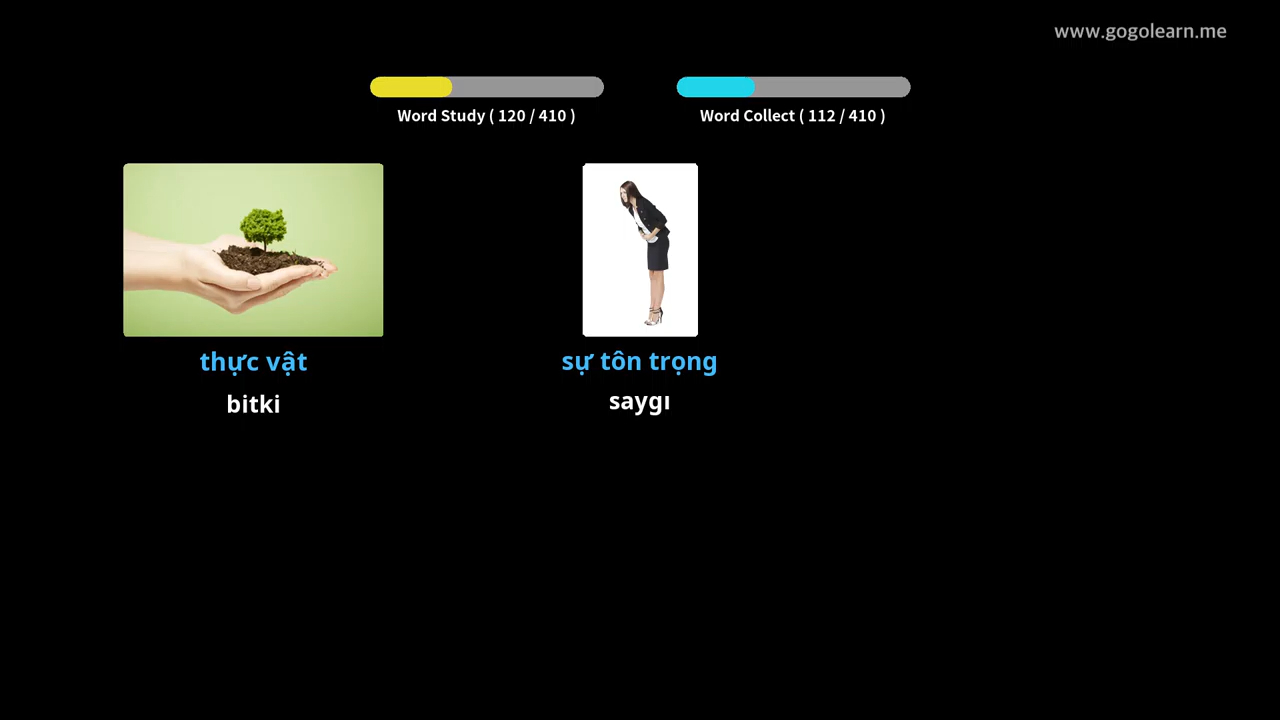 www.gogolearn.me
Word Study ( 120 / 410 )
Word Collect ( 112 / 410 )
thực vật
bitki
sự tôn trọng
saygı